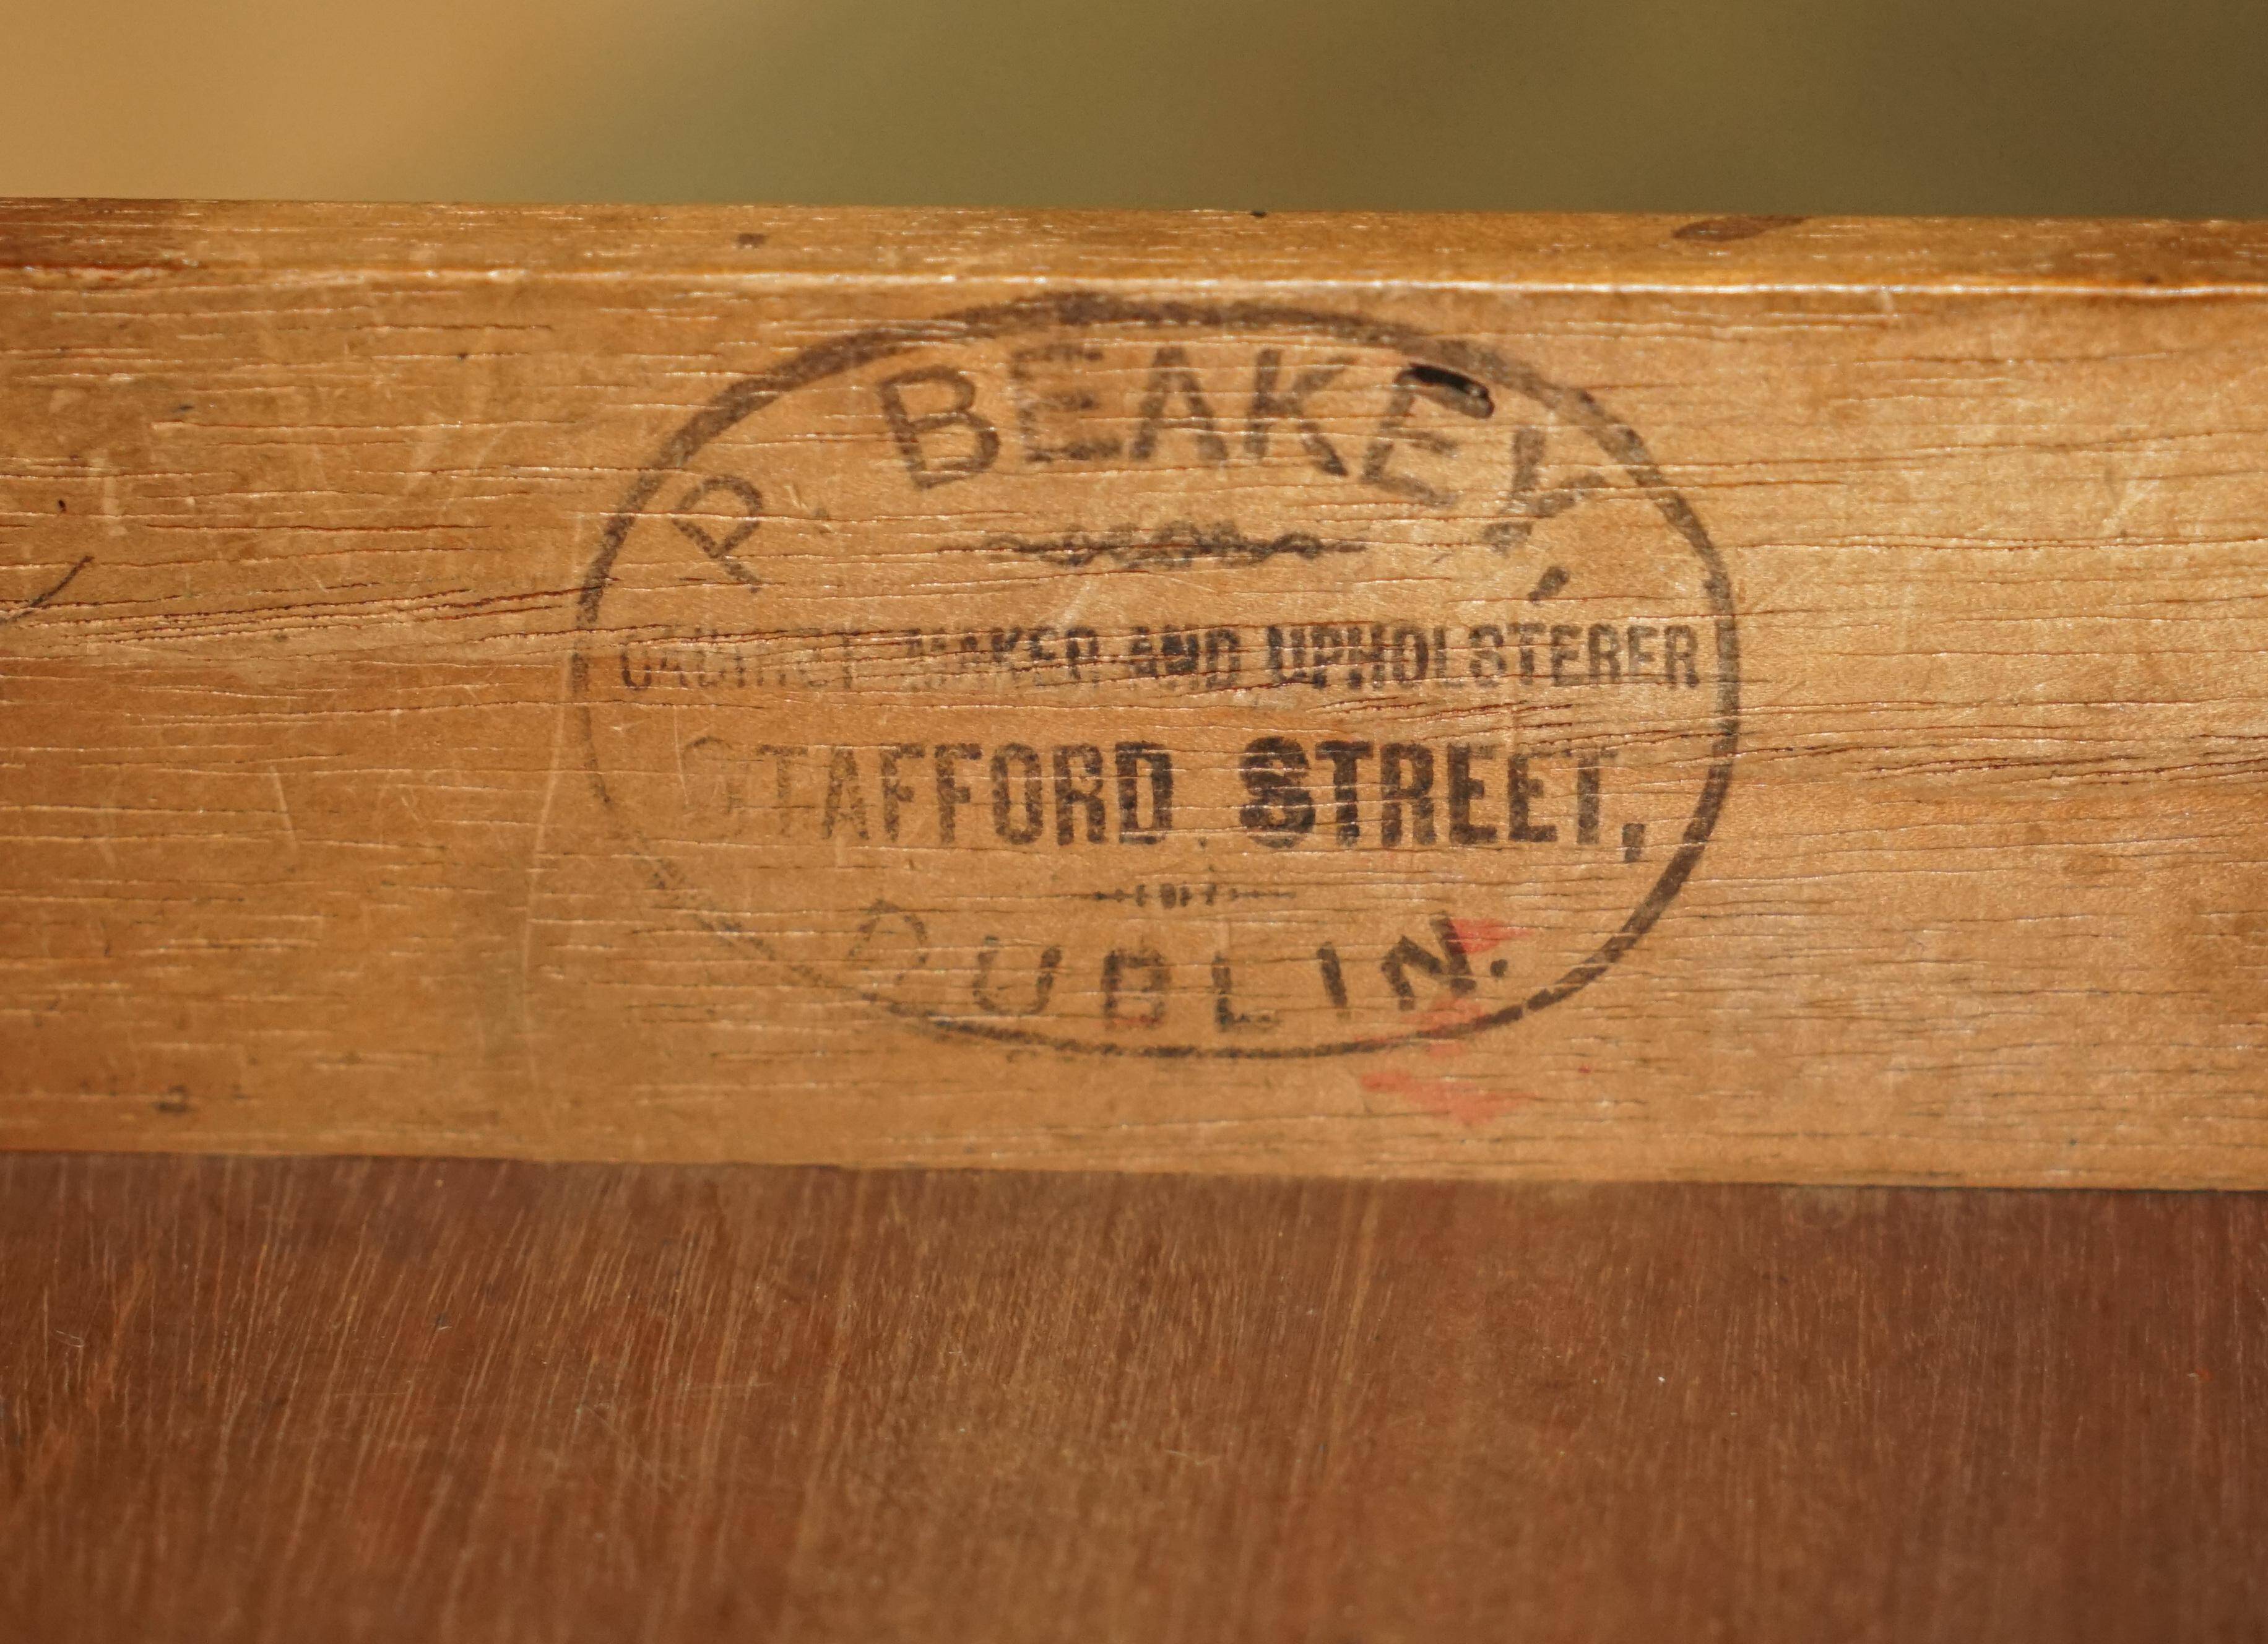 P. BEAKEY,
CABINET MAKER AND UPHOLSTERER
STAFFORD STREET,
DUBLIN.